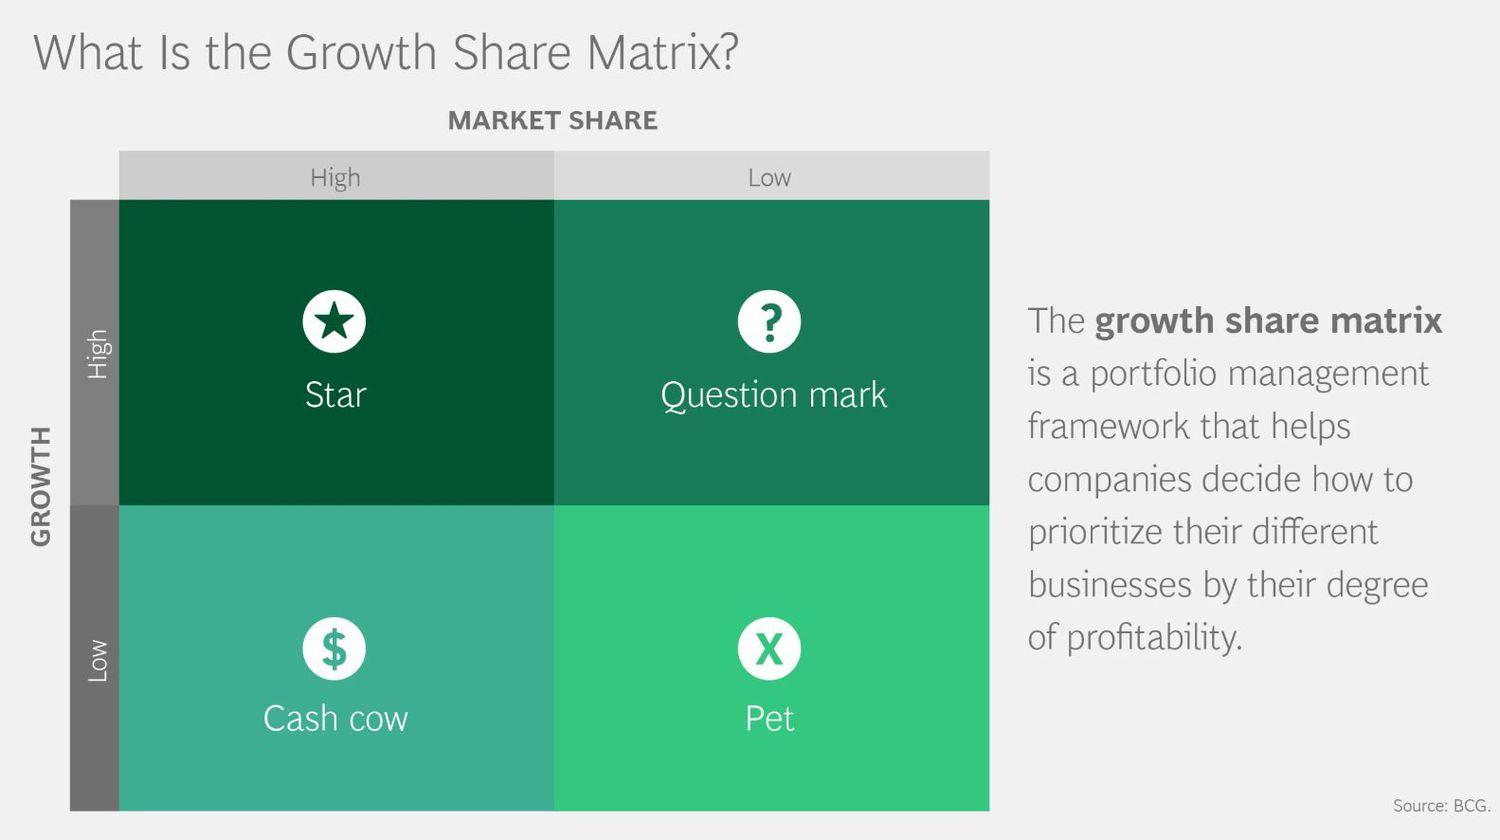 What Is the Growth Share Matrix?
MARKET SHARE
High
Low
GROWTH
High
Low
★
Star
?
Question mark
$
Cash cow
X
Pet
The growth share matrix
is a portfolio management
framework that helps
companies decide how to
prioritize their different
businesses by their degree
of profitability.
Source: BCG.